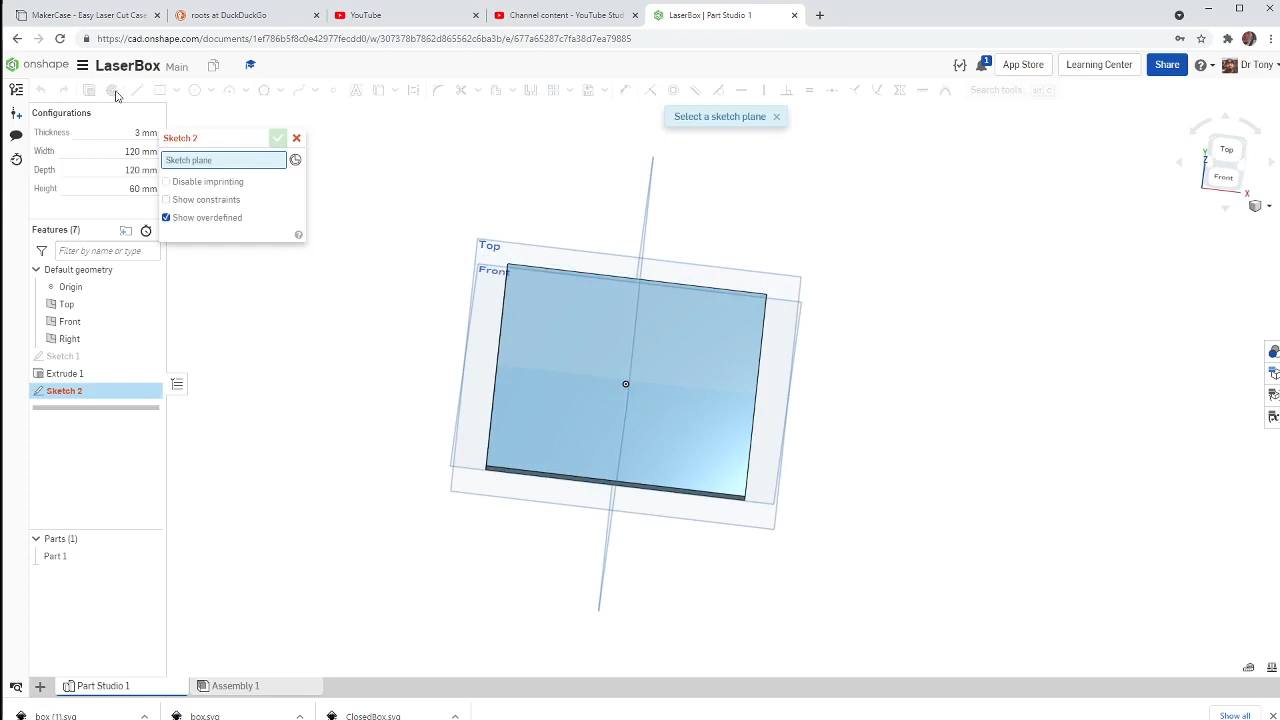 MakerCase - Easy Laser Cut Case
roots at DuckDuckGo
YouTube
Channel content - YouTube Stud
LaserBox | Part Studio 1
https://cad.onshape.com/documents/1ef786b5f8c0e42977fecdd0/w/307378b7862d865562c6ba3b/e/677a65287c7fa38d7ea79885
onshape
LaserBox Main
1
App Store
Learning Center
Share
Dr Tony
Search tools...
alt C
Configurations
Thickness 3 mm
Width 120 mm
Depth 120 mm
Height 60 mm
Sketch 2
Sketch plane
Disable imprinting
Show constraints
Show overdefined
Select a sketch plane
Features (7)
Filter by name or type
Default geometry
Origin
Top
Front
Right
Sketch 1
Extrude 1
Sketch 2
Parts (1)
Part 1
Top
Front
Top
Front
Y
Z
X
Part Studio 1
Assembly 1
box (1).svg
box.svg
ClosedBox.svg
Show all